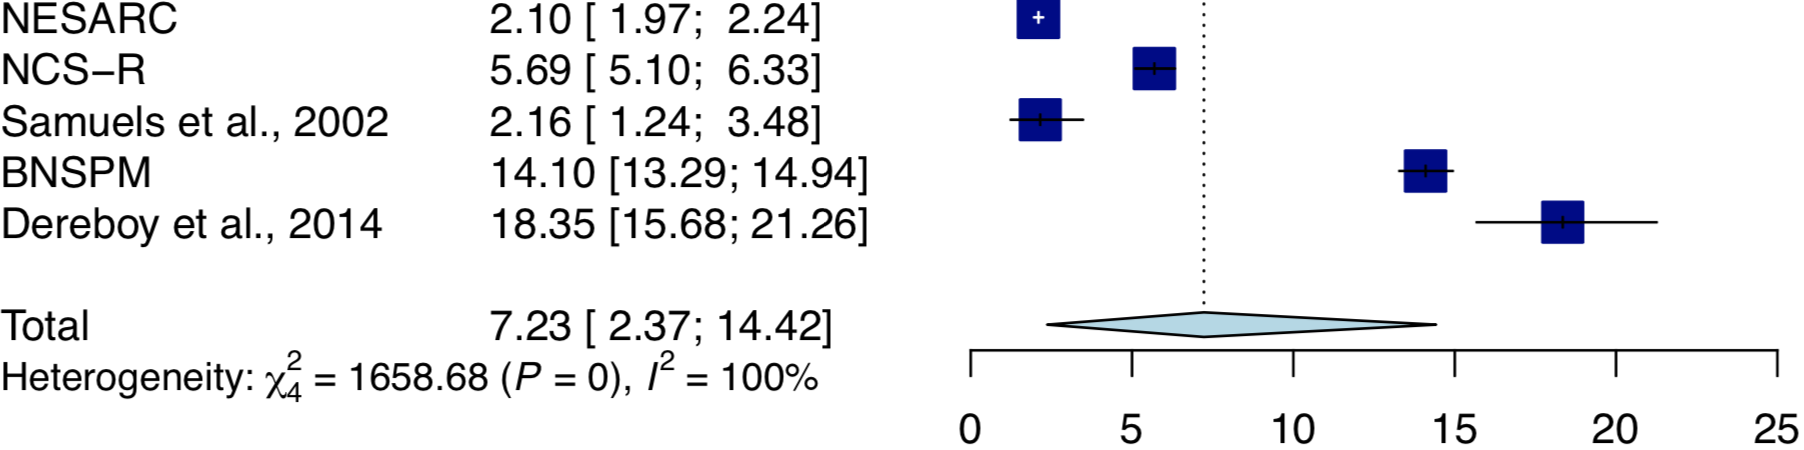 NESARC 2.10 [ 1.97; 2.24]
NCS−R 5.69 [ 5.10; 6.33]
Samuels et al., 2002 2.16 [ 1.24; 3.48]
BNSPM 14.10 [13.29; 14.94]
Dereboy et al., 2014 18.35 [15.68; 21.26]
Total 7.23 [ 2.37; 14.42]
Heterogeneity: χ²₄ = 1658.68 (P = 0), I² = 100%
0 5 10 15 20 25